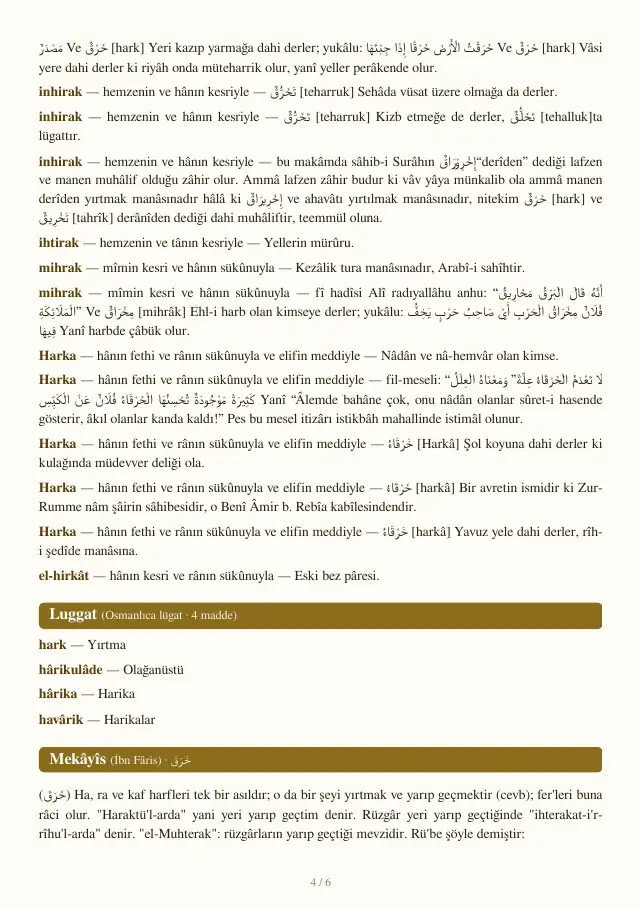 مَصْدَرٌ Ve خَرْقٌ [hark] Yeri kazıp yarmağa dahi derler; yukâlu: خَرَقْتُ الْأَرْضَ خَرْقًا إِذَا جِبْتَهَا Ve خَرْقٌ [hark] Vâsi
yere dahi derler ki riyâh onda müteharrik olur, yanî yeller perâkende olur.
inhirak — hemzenin ve hânın kesriyle — تَخَرُّقٌ [teharruk] Sehâda vüsat üzere olmağa da derler.
inhirak — hemzenin ve hânın kesriyle — تَخَرُّقٌ [teharruk] Kizb etmeğe de derler, تَخَلُّقٌ [tehalluk]ta
lügattır.
inhirak — hemzenin ve hânın kesriyle — bu makâmda sâhib-i Surâhın إِخْرِوْرَاقٌ“derîden” dediği lafzen
ve manen muhâlif olduğu zâhir olur. Ammâ lafzen zâhir budur ki vâv yâya münkalib ola ammâ manen
derîden yırtmak manâsınadır hâlâ ki إِخْرِيرَاقٌ ve ahavâtı yırtılmak manâsınadır, nitekim خَرْقٌ [hark] ve
تَخْرِيقٌ [tahrîk] derânîden dediği dahi muhâliftir, teemmül oluna.
ihtirak — hemzenin ve tânın kesriyle — Yellerin mürûru.
mihrak — mîmin kesri ve hânın sükûnuyla — Kezâlik tura manâsınadır, Arabî-i sahîhtir.
mihrak — mîmin kesri ve hânın sükûnuyla — fî hadîsi Alî radıyallâhu anhu: “أَنَّهُ قَالَ الْبَرْقُ مَخَارِيقُ
الْمَلَائِكَةِ” Ve مِخْرَاقٌ [mihrâk] Ehl-i harb olan kimseye derler; yukâlu: فُلَانٌ مِخْرَاقُ الْحَرْبِ أَيْ صَاحِبُ حَرْبٍ يَخِفُّ
فِيهَا Yanî harbde çâbük olur.
Harka — hânın fethi ve rânın sükûnuyla ve elifin meddiyle — Nâdân ve nâ-hemvâr olan kimse.
Harka — hânın fethi ve rânın sükûnuyla ve elifin meddiyle — fil-meseli: “لَا تَعْدَمُ الْخَرْقَاءُ عِلَّةً” وَمَعْنَاهُ الْعِلَلُ
كَثِيرَةٌ مَوْجُودَةٌ تُحْسِنُهَا الْخَرْقَاءُ فُلَانٌ عَنِ الْكَيِّسِ Yanî “Âlemde bahâne çok, onu nâdân olanlar sûret-i hasende
gösterir, âkıl olanlar kanda kaldı!” Pes bu mesel itizârı istikbâh mahallinde istimâl olunur.
Harka — hânın fethi ve rânın sükûnuyla ve elifin meddiyle — خَرْقَاءُ [Harkâ] Şol koyuna dahi derler ki
kulağında müdevver deliği ola.
Harka — hânın fethi ve rânın sükûnuyla ve elifin meddiyle — خَرْقَاءُ [harkâ] Bir avretin ismidir ki Zur-
Rumme nâm şâirin sâhibesidir, o Benî Âmir b. Rebîa kabîlesindendir.
Harka — hânın fethi ve rânın sükûnuyla ve elifin meddiyle — خَرْقَاءُ [harkâ] Yavuz yele dahi derler, rîh-
i şedîde manâsına.
el-hirkât — hânın kesri ve rânın sükûnuyla — Eski bez pâresi.
Luggat (Osmanlıca lügat · 4 madde)
hark — Yırtma
hârikulâde — Olağanüstü
hârika — Harika
havârik — Harikalar
Mekâyîs (İbn Fâris) · خَرَقَ
(خَرَقَ) Ha, ra ve kaf harfleri tek bir asıldır; o da bir şeyi yırtmak ve yarıp geçmektir (cevb); fer'leri buna
râci olur. "Haraktü'l-arda" yani yeri yarıp geçtim denir. Rüzgâr yeri yarıp geçtiğinde "ihterakat-i'r-
rîhu'l-arda" denir. "el-Muhterak": rüzgârların yarıp geçtiği mevzidir. Rü'be şöyle demiştir:
4 / 6